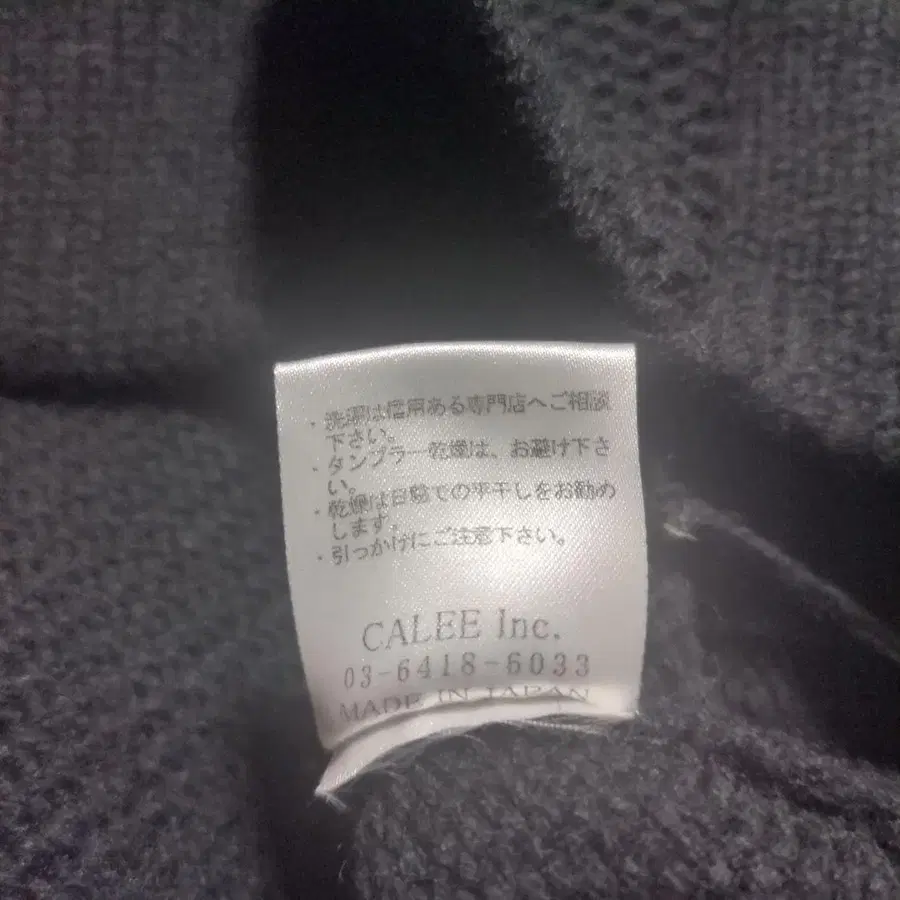 ・洗濯は信用ある専門店へご相談
下さい。
・タンブラー乾燥は、お避け下さ
い。
・乾燥は日陰での平干しをお勧め
します。
・引っかけにご注意下さい。
CALEE Inc.
03-6418-6033
MADE IN JAPAN